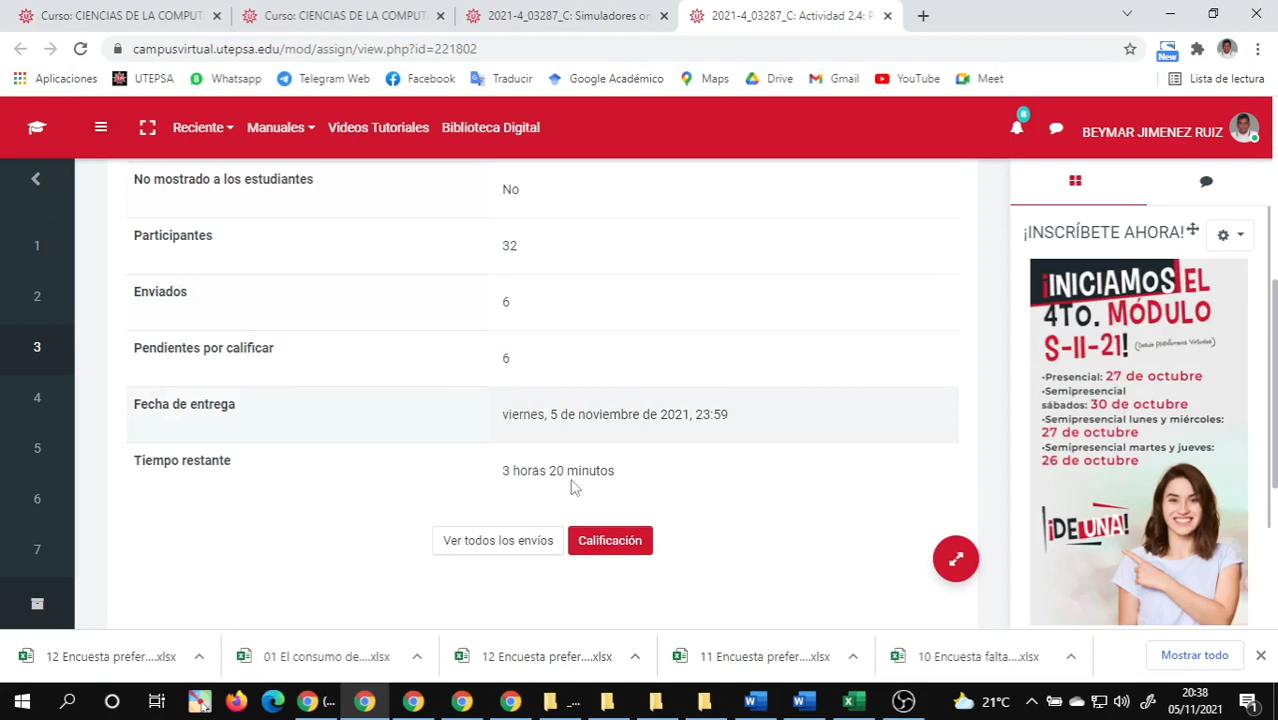 Curso: CIENCIAS DE LA COMPUT
Curso: CIENCIAS DE LA COMPUT
2021-4_03287_C: Simuladores on
2021-4_03287_C: Actividad 2.4: P
campusvirtual.utepsa.edu/mod/assign/view.php?id=221802
New
Aplicaciones
UTEPSA
Whatsapp
Telegram Web
Facebook
Traducir
Google Académico
Maps
Drive
Gmail
YouTube
Meet
Lista de lectura
Reciente
Manuales
Videos Tutoriales
Biblioteca Digital
8
BEYMAR JIMENEZ RUIZ
No mostrado a los estudiantes
No
Participantes
32
Enviados
6
Pendientes por calificar
6
Fecha de entrega
viernes, 5 de noviembre de 2021, 23:59
Tiempo restante
3 horas 20 minutos
Ver todos los envíos
Calificación
1
2
3
4
5
6
7
¡INSCRÍBETE AHORA!
¡INICIAMOS EL
4TO. MÓDULO
S-II-21!
•Presencial: 27 de octubre
•Semipresencial
sábados: 30 de octubre
•Semipresencial lunes y miércoles:
27 de octubre
•Semipresencial martes y jueves:
26 de octubre
¡DE UNA!
12 Encuesta prefer....xlsx
01 El consumo de....xlsx
12 Encuesta prefer....xlsx
11 Encuesta prefer....xlsx
10 Encuesta falta....xlsx
Mostrar todo
21°C
20:38
05/11/2021
1